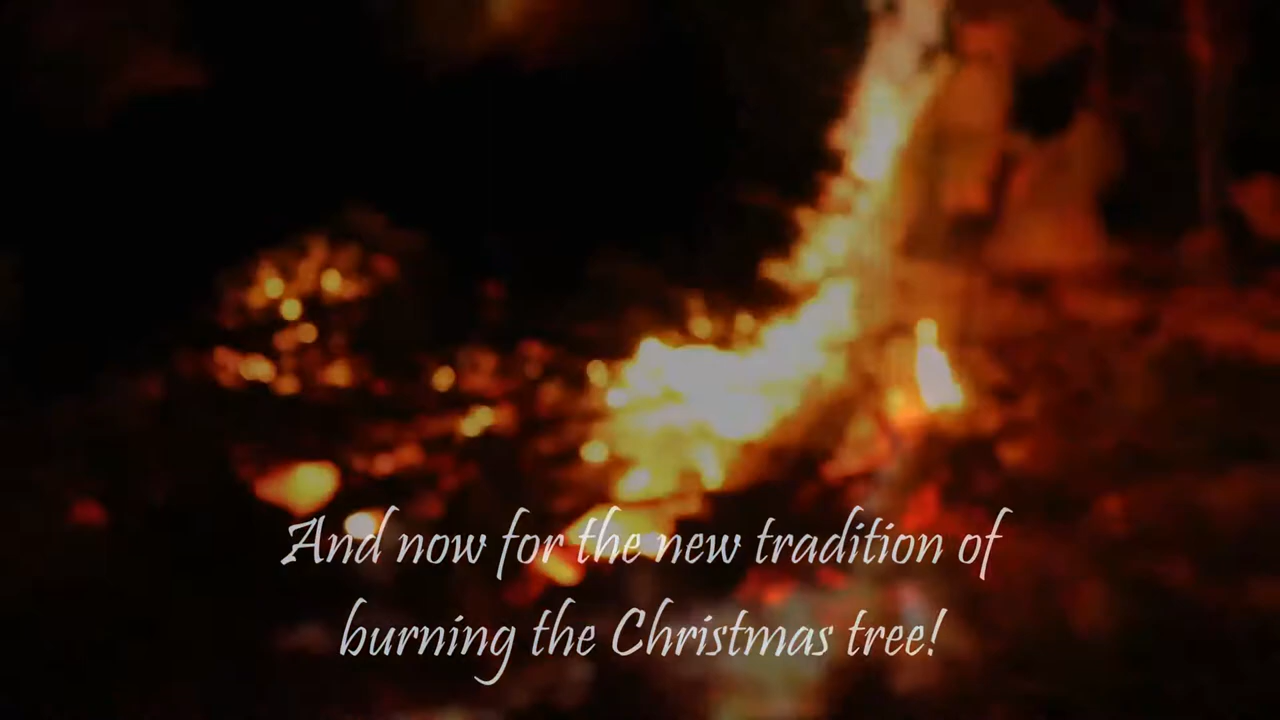 And now for the new tradition of
burning the Christmas tree!